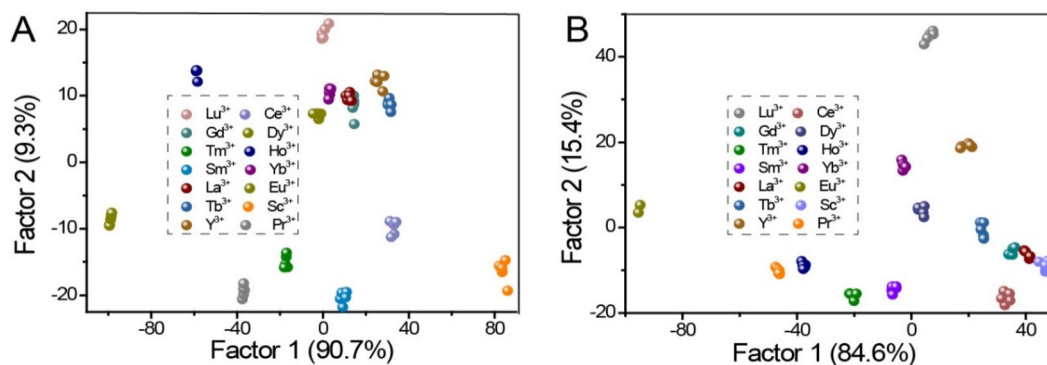 A
Factor 2 (9.3%)
20
10
0
-10
-20
Lu³⁺ Ce³⁺
Gd³⁺ Dy³⁺
Tm³⁺ Ho³⁺
Sm³⁺ Yb³⁺
La³⁺ Eu³⁺
Tb³⁺ Sc³⁺
Y³⁺ Pr³⁺
-80 -40 0 40 80
Factor 1 (90.7%)
B
Factor 2 (15.4%)
40
20
0
-20
Lu³⁺ Ce³⁺
Gd³⁺ Dy³⁺
Tm³⁺ Ho³⁺
Sm³⁺ Yb³⁺
La³⁺ Eu³⁺
Tb³⁺ Sc³⁺
Y³⁺ Pr³⁺
-80 -40 0 40
Factor 1 (84.6%)